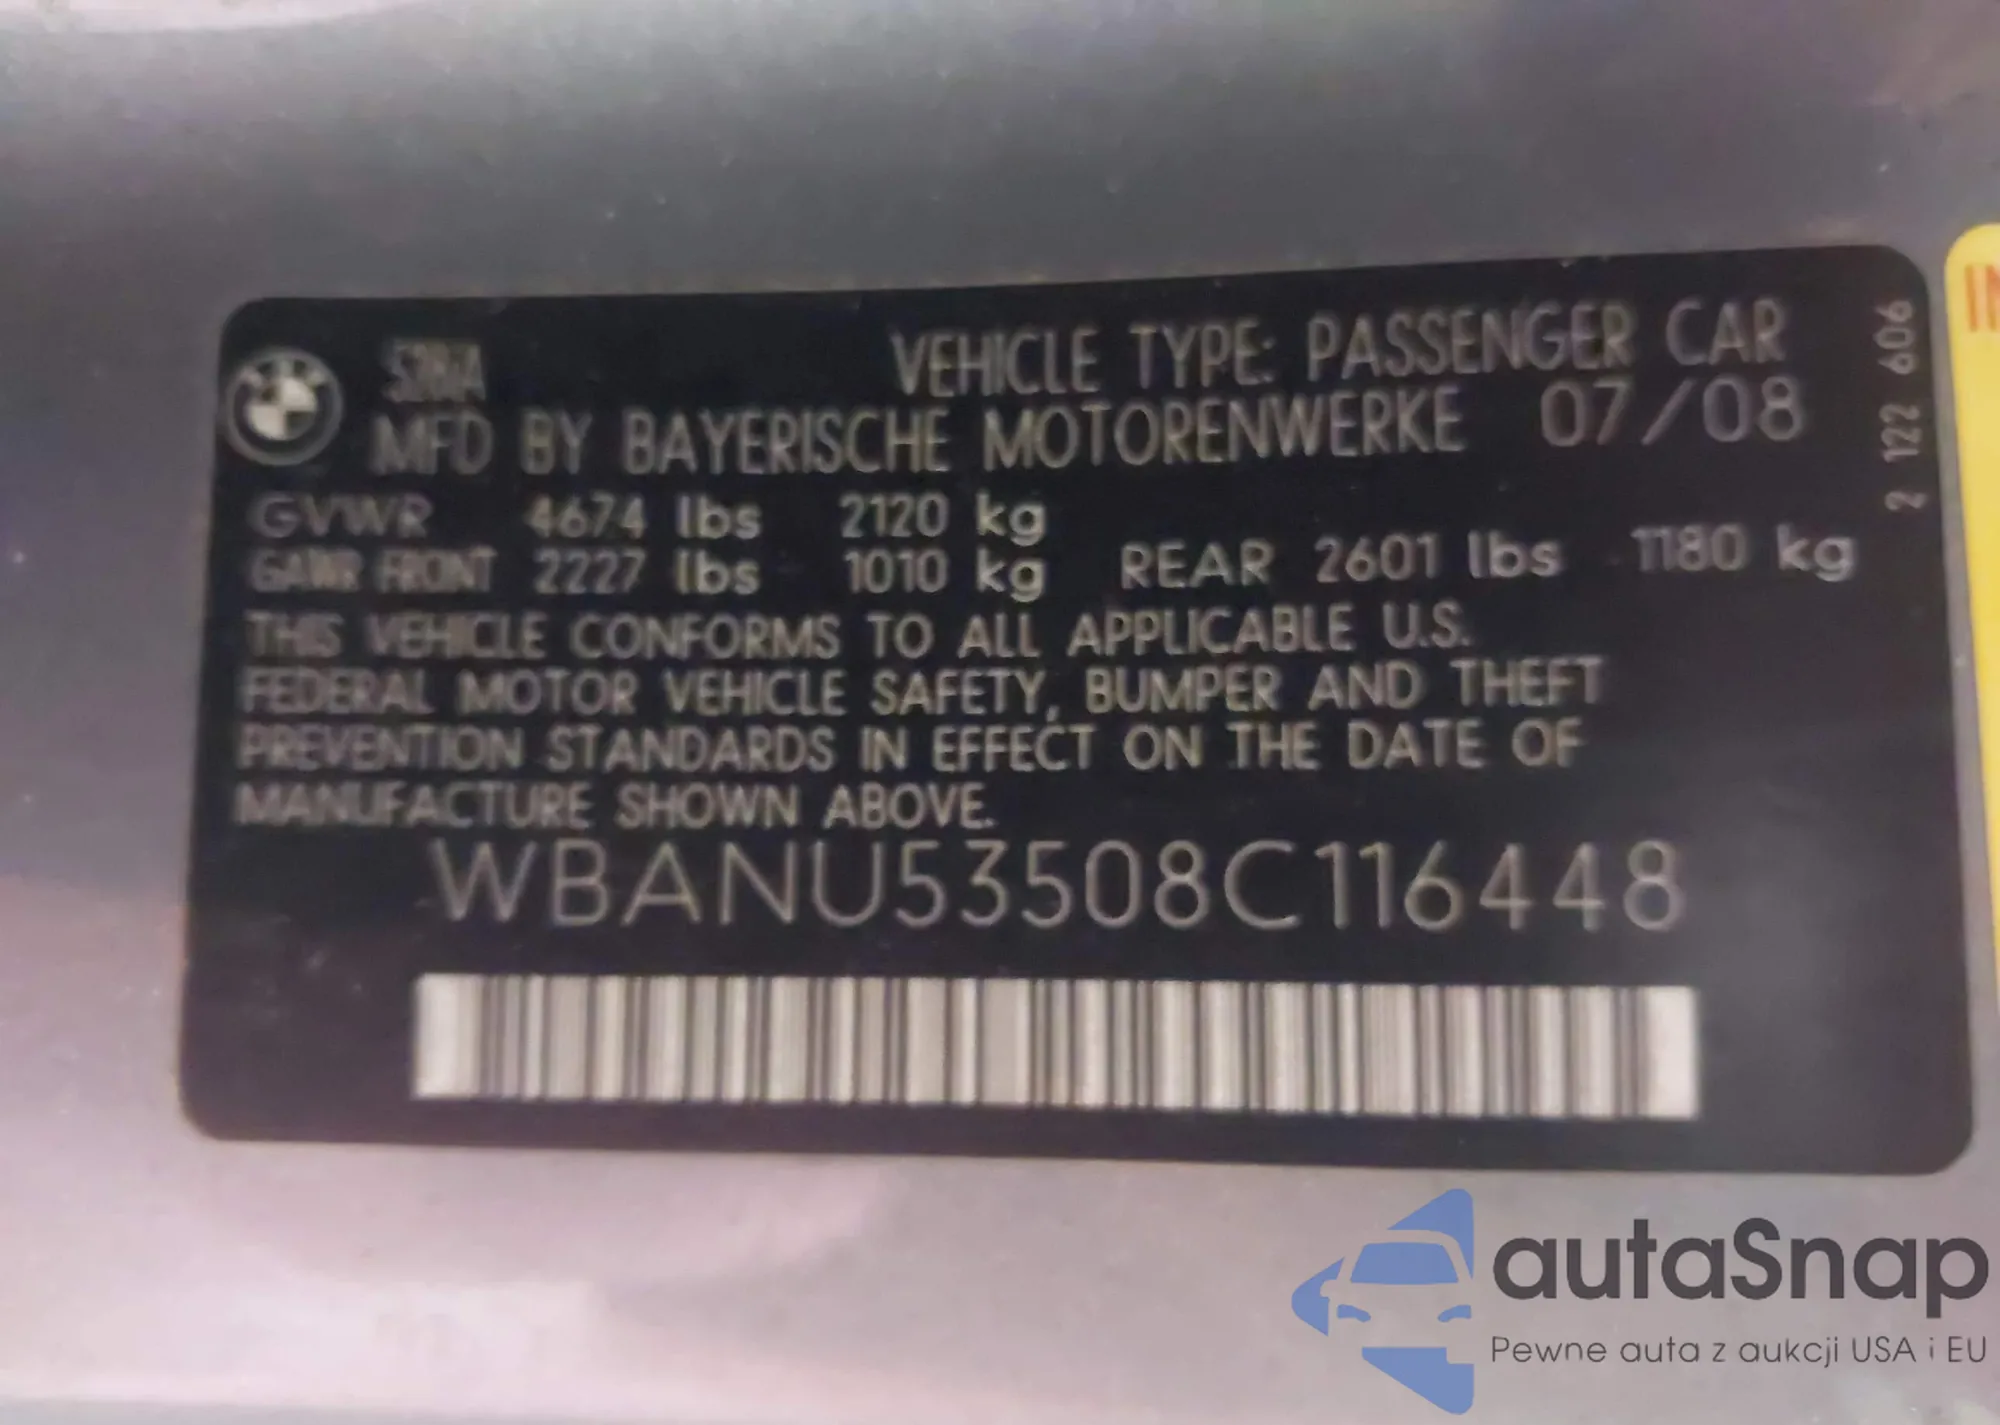 VEHICLE TYPE: PASSENGER CAR
MFD BY BAYERISCHE MOTORENWERKE 07/08
GVWR 4674 lbs 2120 kg
GAWR FRONT 2227 lbs 1010 kg REAR 2601 lbs 1180 kg
THIS VEHICLE CONFORMS TO ALL APPLICABLE U.S.
FEDERAL MOTOR VEHICLE SAFETY, BUMPER AND THEFT
PREVENTION STANDARDS IN EFFECT ON THE DATE OF
MANUFACTURE SHOWN ABOVE.
WBANU53508C116448
2 122 606
autaSnap
Pewne auta z aukcji USA i EU